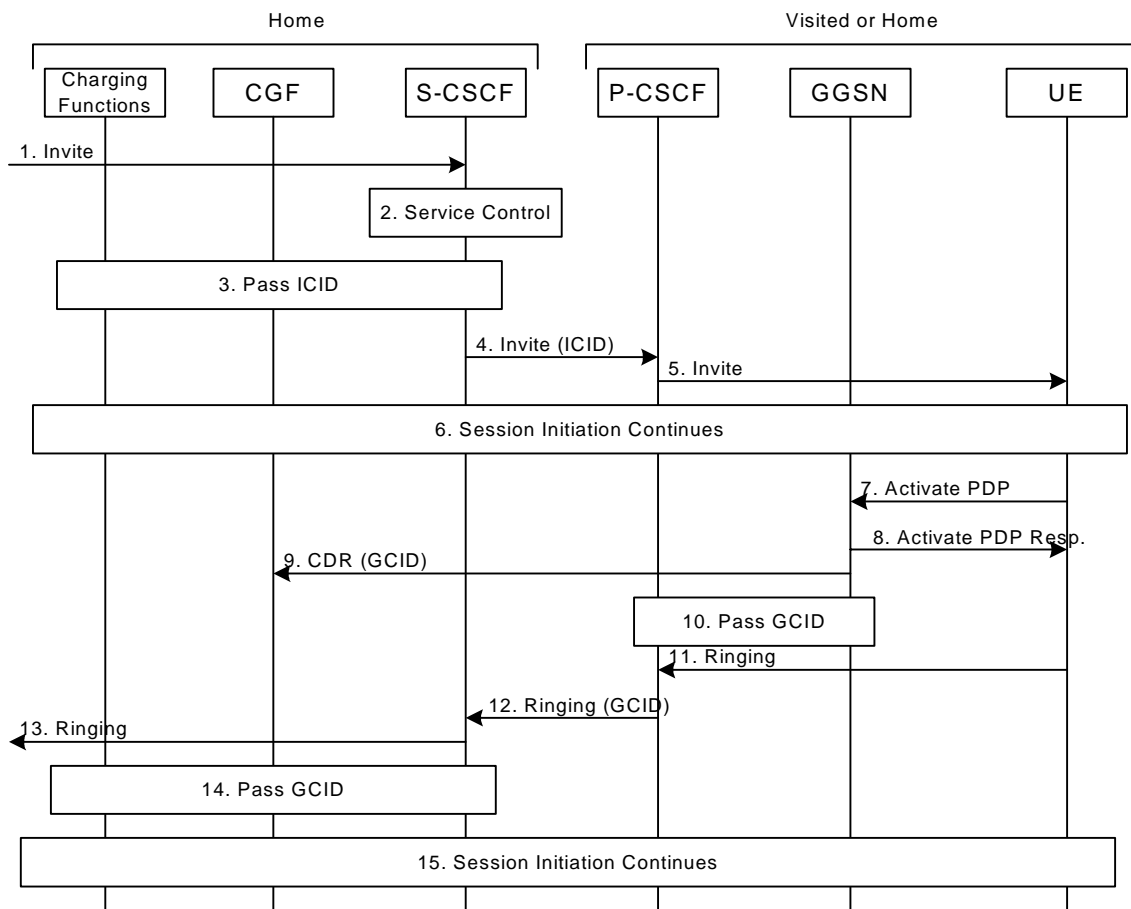 Home
Visited or Home
Charging
Functions
CGF
S-CSCF
P-CSCF
GGSN
UE
1. Invite
2. Service Control
3. Pass ICID
4. Invite (ICID)
5. Invite
6. Session Initiation Continues
7. Activate PDP
8. Activate PDP Resp.
9. CDR (GCID)
10. Pass GCID
11. Ringing
12. Ringing (GCID)
13. Ringing
14. Pass GCID
15. Session Initiation Continues